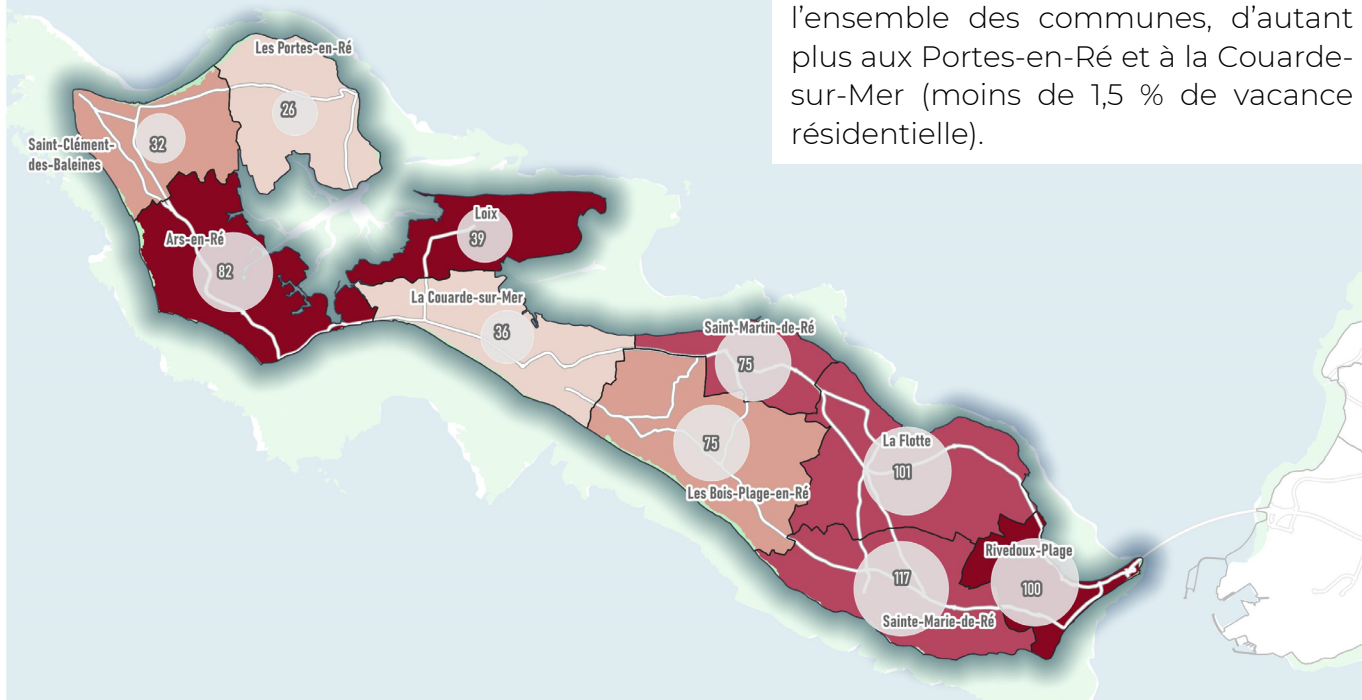 l'ensemble des communes, d'autant
plus aux Portes-en-Ré et à la Couarde-
sur-Mer (moins de 1,5 % de vacance
résidentielle).
Les Portes-en-Ré
26
Saint-Clément-
des-Baleines
32
Ars-en-Ré
82
Loix
39
La Couarde-sur-Mer
36
Saint-Martin-de-Ré
75
75
Les Bois-Plage-en-Ré
La Flotte
101
Rivedoux-Plage
100
117
Sainte-Marie-de-Ré